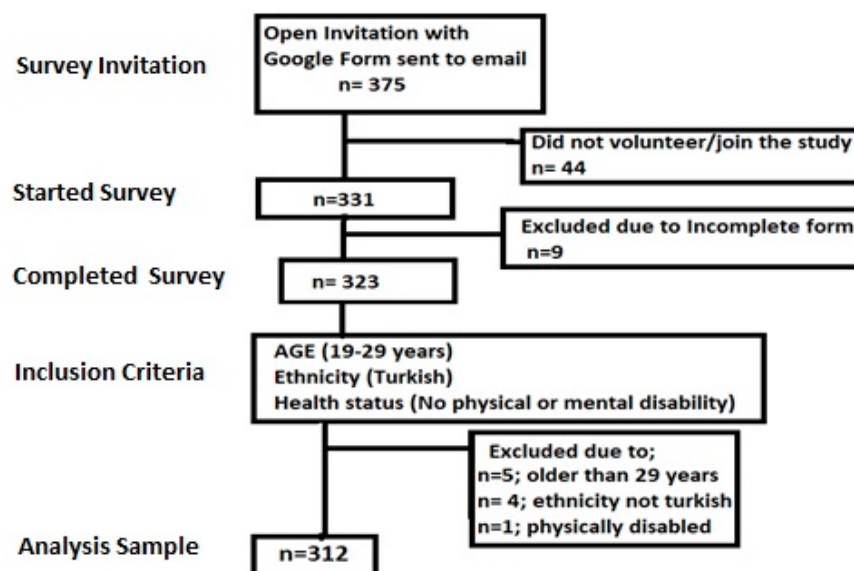 Survey Invitation
Open Invitation with
Google Form sent to email
n= 375
Did not volunteer/join the study
n= 44
Started Survey
n=331
Excluded due to Incomplete form
n=9
Completed Survey
n= 323
Inclusion Criteria
AGE (19-29 years)
Ethnicity (Turkish)
Health status (No physical or mental disability)
Excluded due to;
n=5; older than 29 years
n= 4; ethnicity not turkish
n=1; physically disabled
Analysis Sample
n=312